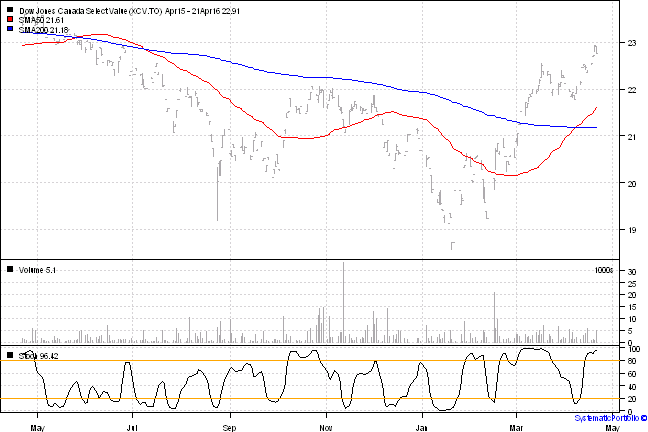 Dow Jones Canada Select Value (XCV.TO) Apr15 - 21Apr16 22.91
SMA50 21.61
SMA200 21.18
23
22
21
20
19
Volume 5.1
1000s
30
25
20
15
10
5
0
Stoch 96.42
100
80
60
40
20
0
May Jul Sep Nov Jan Mar May
SystematicPortfolio ©